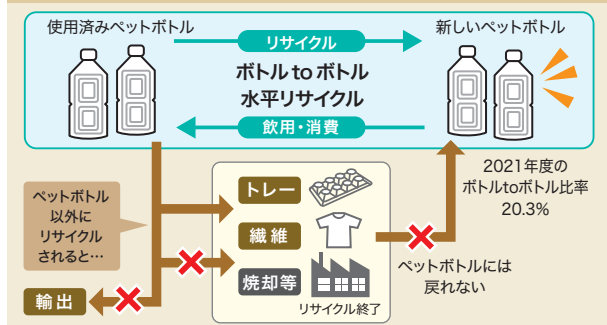 使用済みペットボトル
リサイクル
新しいペットボトル
ボトルtoボトル
水平リサイクル
飲用・消費
ペットボトル
以外に
リサイクル
されると…
トレー
繊維
焼却等
リサイクル終了
輸出
2021年度の
ボトルtoボトル比率
20.3%
ペットボトルには
戻れない